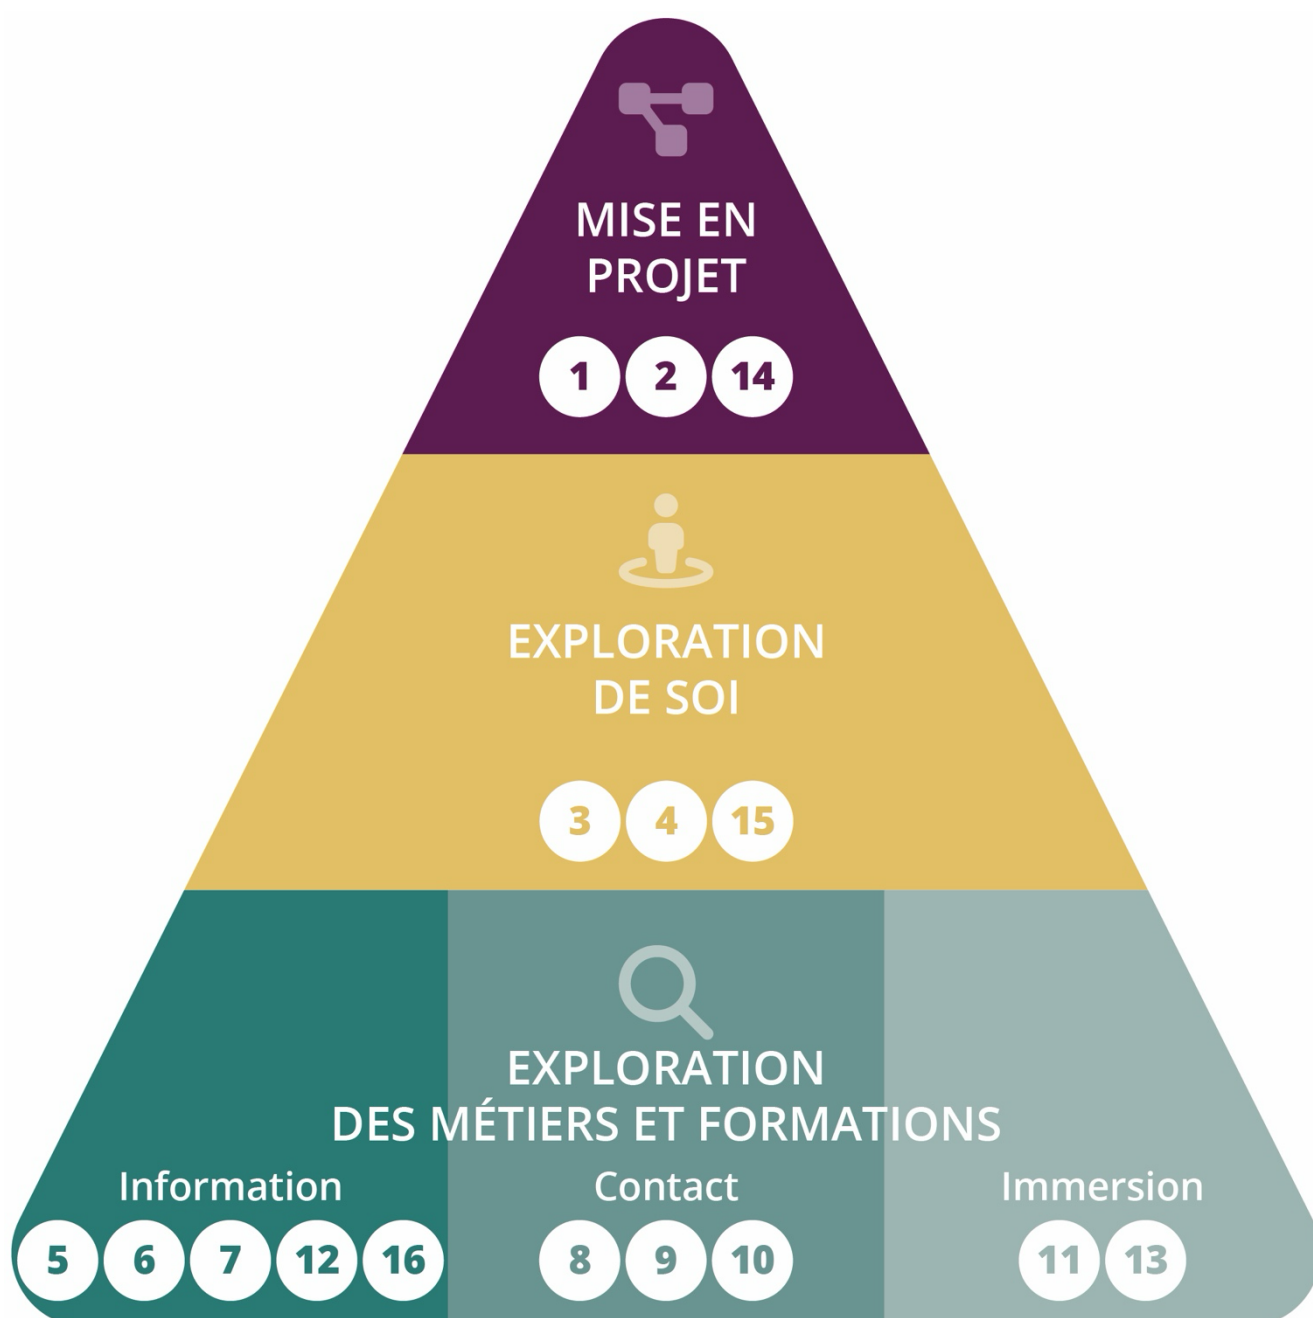 MISE EN
PROJET
1 2 14
EXPLORATION
DE SOI
3 4 15
EXPLORATION
DES MÉTIERS ET FORMATIONS
Information Contact Immersion
5 6 7 12 16 8 9 10 11 13